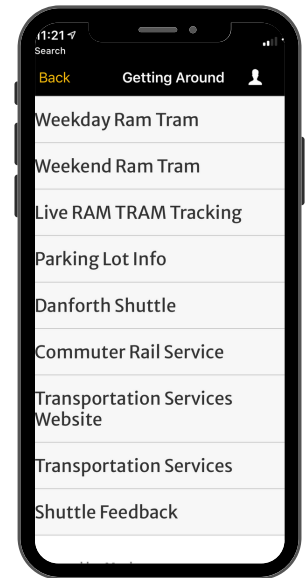 11:21
Search
Back Getting Around
Weekday Ram Tram
Weekend Ram Tram
Live RAM TRAM Tracking
Parking Lot Info
Danforth Shuttle
Commuter Rail Service
Transportation Services
Website
Transportation Services
Shuttle Feedback